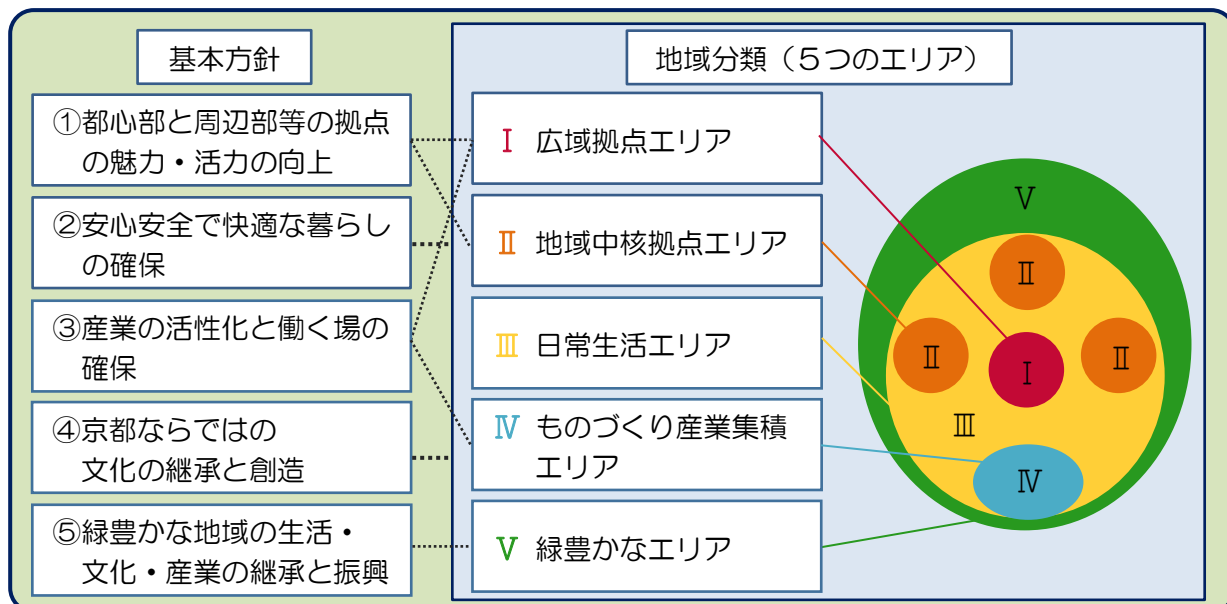 基本方針
①都心部と周辺部等の拠点
の魅力・活力の向上
②安心安全で快適な暮らし
の確保
③産業の活性化と働く場の
確保
④京都ならではの
文化の継承と創造
⑤緑豊かな地域の生活・
文化・産業の継承と振興
地域分類（５つのエリア）
Ⅰ 広域拠点エリア
Ⅱ 地域中核拠点エリア
Ⅲ 日常生活エリア
Ⅳ ものづくり産業集積
エリア
Ⅴ 緑豊かなエリア
Ⅴ
Ⅱ
Ⅱ
Ⅰ
Ⅱ
Ⅲ
Ⅳ